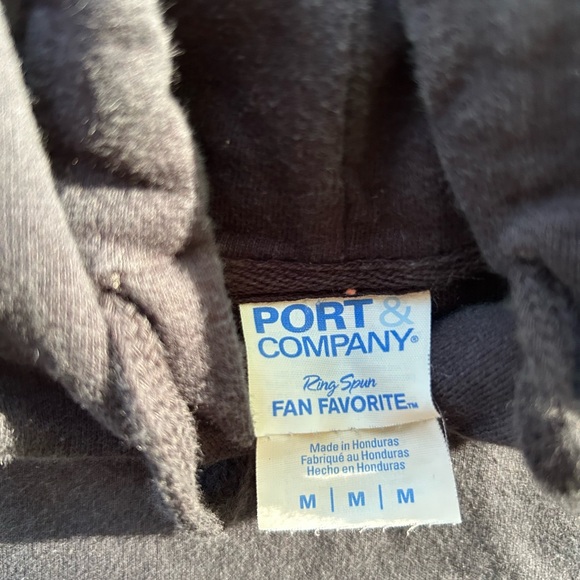 PORT &
COMPANY®
Ring Spun
FAN FAVORITE™
Made in Honduras
Fabriqué au Honduras
Hecho en Honduras
M | M | M